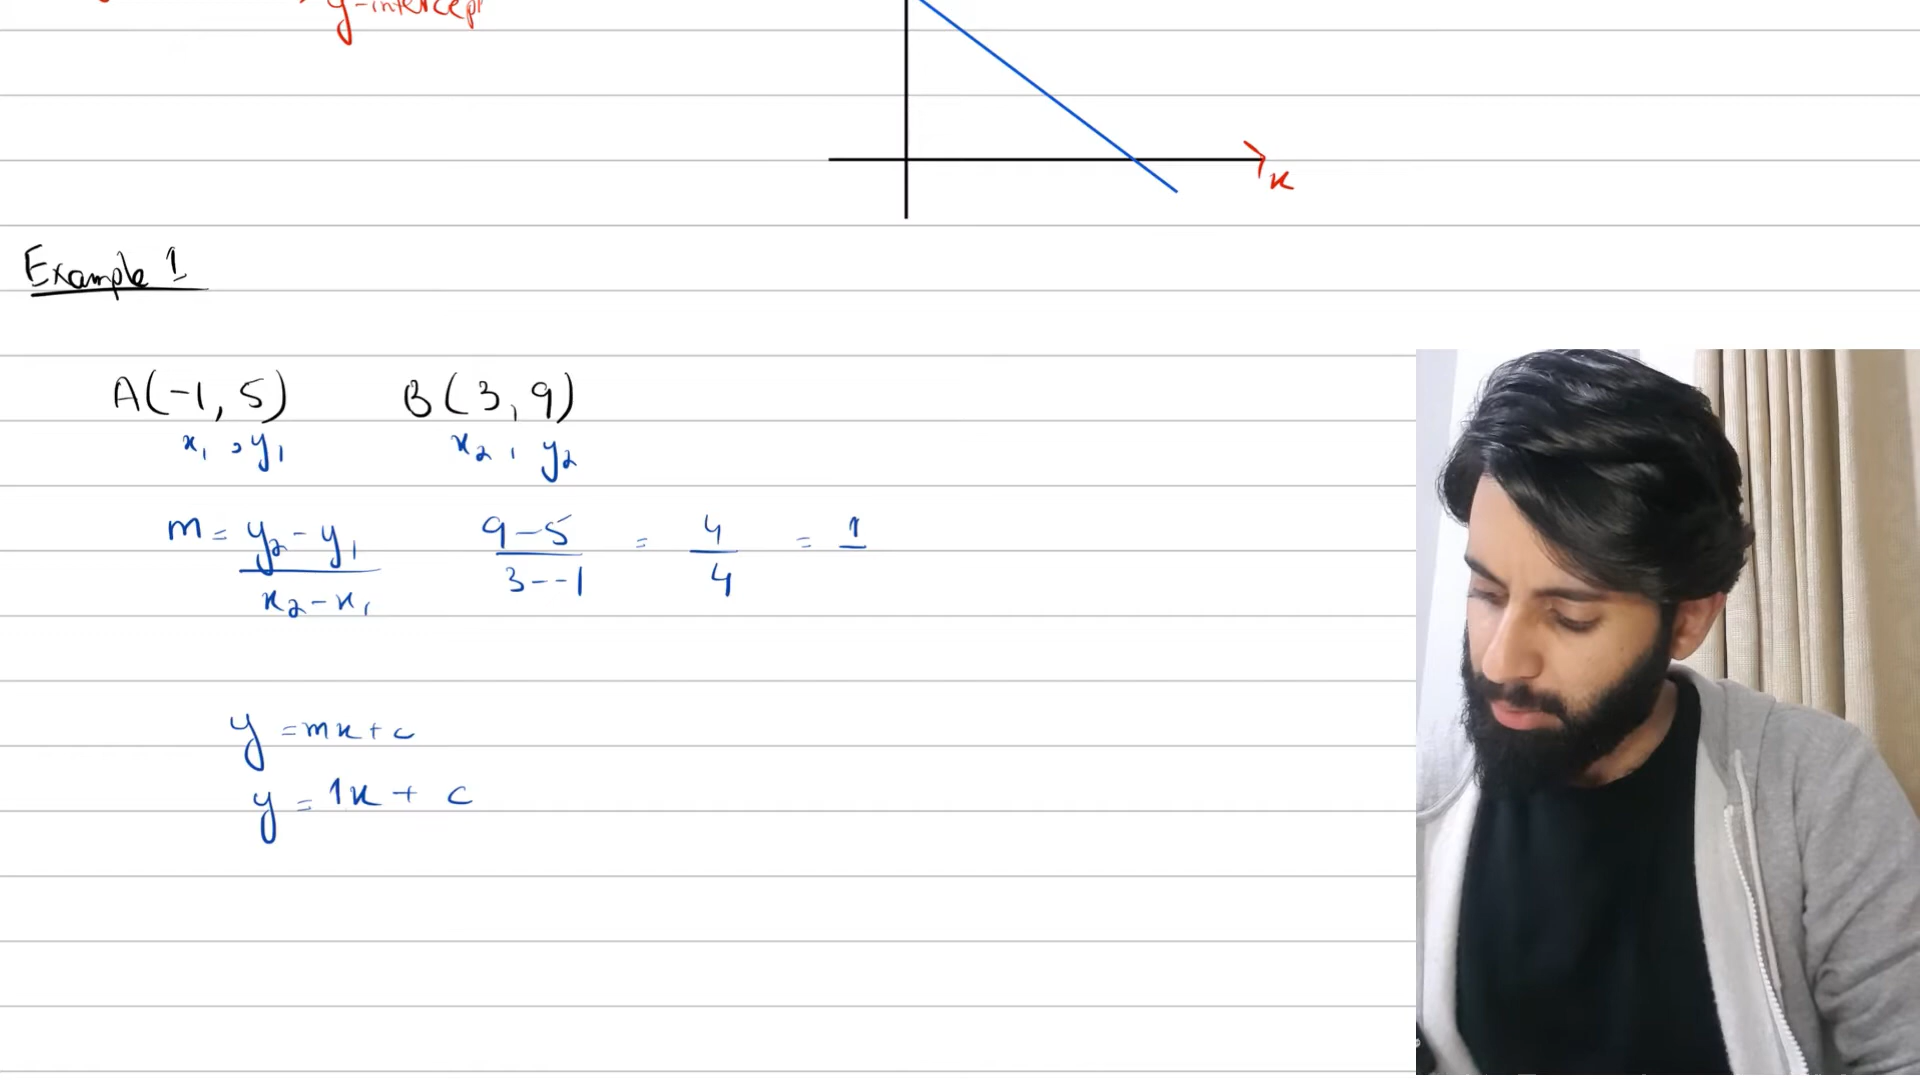 y-intercept
x
Example 1
A(-1, 5) B(3, 9)
x₁ , y₁ x₂ , y₂
m = y₂ - y₁ / x₂ - x₁ 9-5 / 3--1 = 4 / 4 = 1
y = mx + c
y = 1x + c